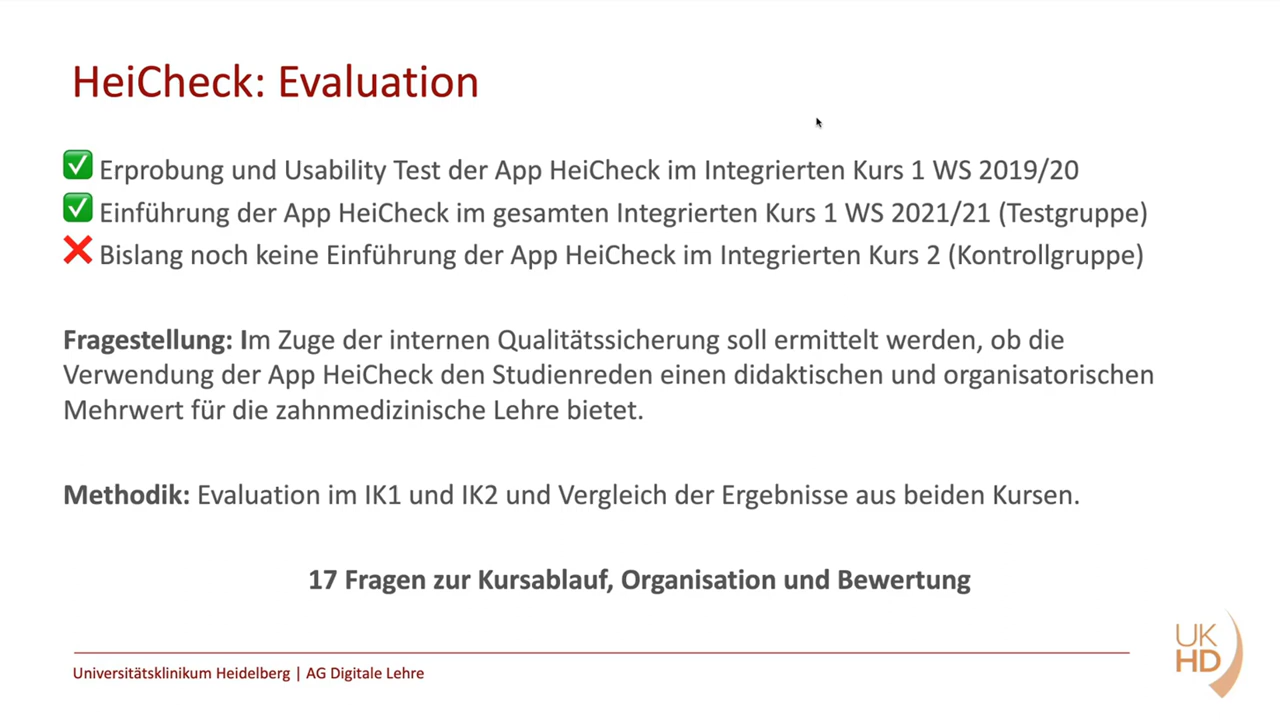 HeiCheck: Evaluation
✅ Erprobung und Usability Test der App HeiCheck im Integrierten Kurs 1 WS 2019/20
✅ Einführung der App HeiCheck im gesamten Integrierten Kurs 1 WS 2021/21 (Testgruppe)
❌ Bislang noch keine Einführung der App HeiCheck im Integrierten Kurs 2 (Kontrollgruppe)
Fragestellung: Im Zuge der internen Qualitätssicherung soll ermittelt werden, ob die
Verwendung der App HeiCheck den Studienreden einen didaktischen und organisatorischen
Mehrwert für die zahnmedizinische Lehre bietet.
Methodik: Evaluation im IK1 und IK2 und Vergleich der Ergebnisse aus beiden Kursen.
17 Fragen zur Kursablauf, Organisation und Bewertung
Universitätsklinikum Heidelberg | AG Digitale Lehre
UK
HD